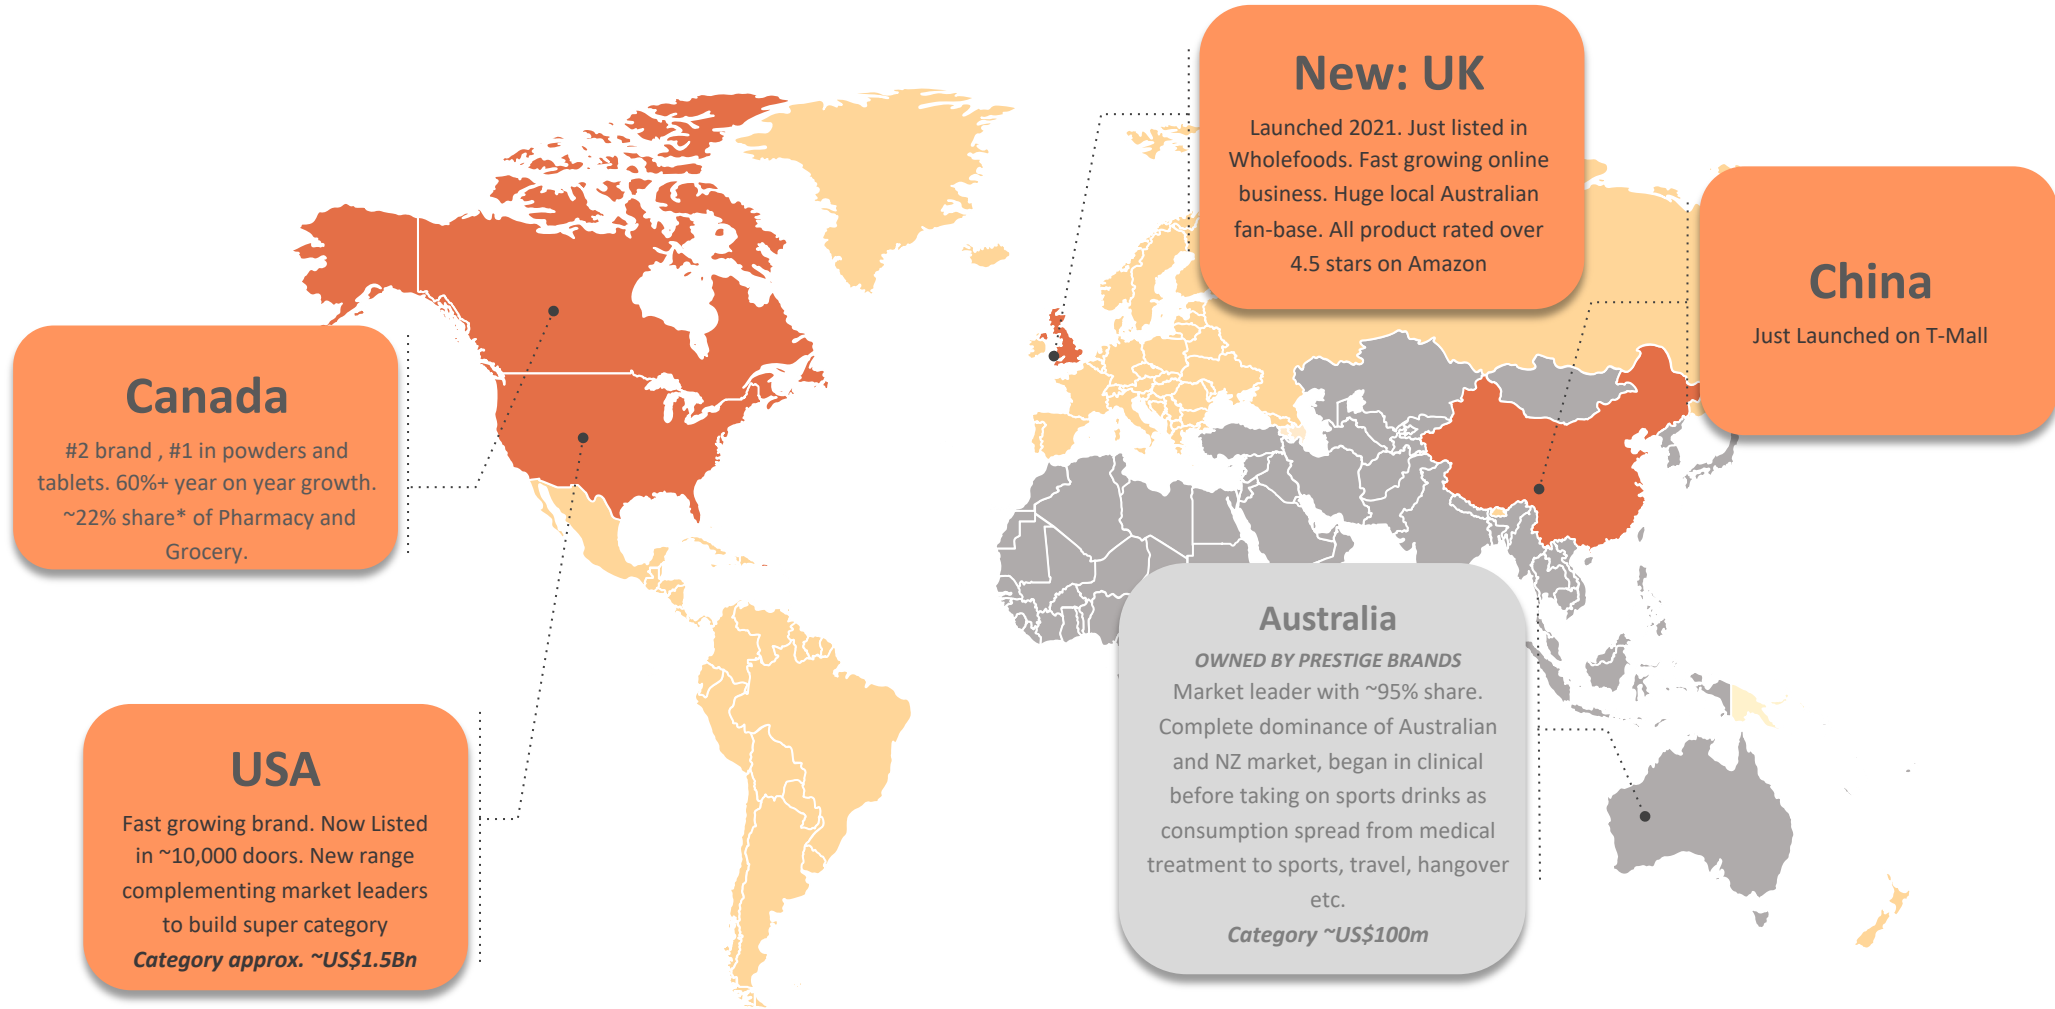 New: UK
Launched 2021. Just listed in
Wholefoods. Fast growing online
business. Huge local Australian
fan-base. All product rated over
4.5 stars on Amazon
China
Just Launched on T-Mall
Canada
#2 brand , #1 in powders and
tablets. 60%+ year on year growth.
~22% share* of Pharmacy and
Grocery.
USA
Fast growing brand. Now Listed
in ~10,000 doors. New range
complementing market leaders
to build super category
Category approx. ~US$1.5Bn
Australia
OWNED BY PRESTIGE BRANDS
Market leader with ~95% share.
Complete dominance of Australian
and NZ market, began in clinical
before taking on sports drinks as
consumption spread from medical
treatment to sports, travel, hangover
etc.
Category ~US$100m